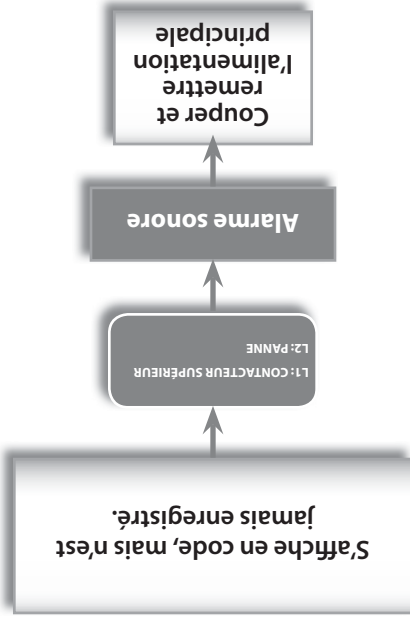 S'affiche en code, mais n'est
jamais enregistré.
L1: CONTACTEUR SUPÉRIEUR
L2: PANNE
Alarme sonore
Couper et
remettre
l'alimentation
principale